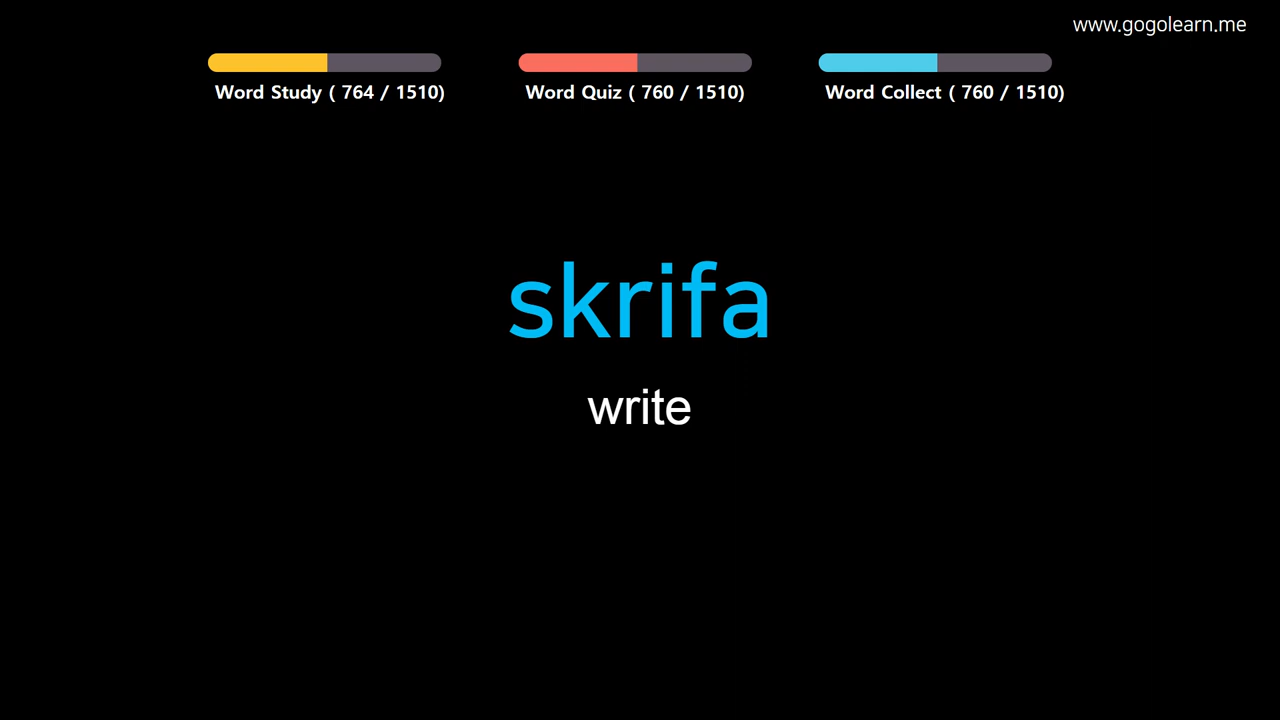 www.gogolearn.me
Word Study ( 764 / 1510)
Word Quiz ( 760 / 1510)
Word Collect ( 760 / 1510)
skrifa
write